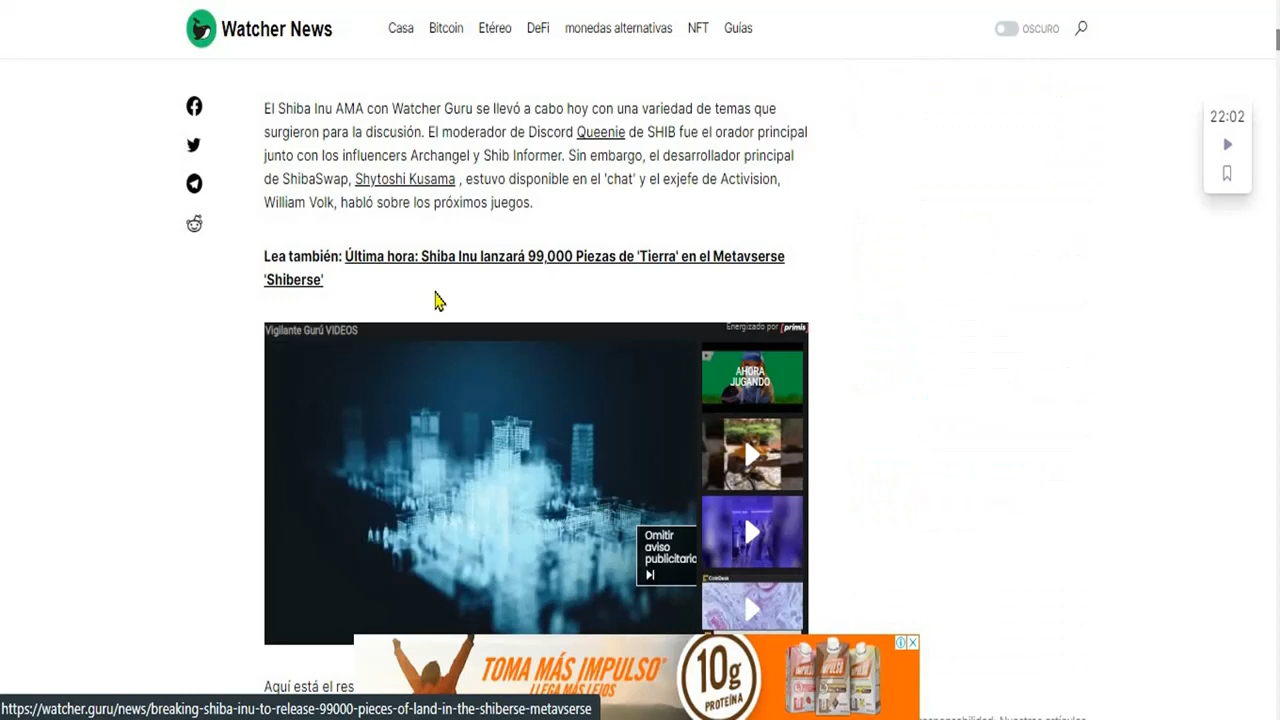 Watcher News
Casa
Bitcoin
Etéreo
DeFi
monedas alternativas
NFT
Guías
OSCURO
El Shiba Inu AMA con Watcher Guru se llevó a cabo hoy con una variedad de temas que
surgieron para la discusión. El moderador de Discord Queenie de SHIB fue el orador principal
junto con los influencers Archangel y Shib Informer. Sin embargo, el desarrollador principal
de ShibaSwap, Shytoshi Kusama , estuvo disponible en el 'chat' y el exjefe de Activision,
William Volk, habló sobre los próximos juegos.
22:02
Lea también: Última hora: Shiba Inu lanzará 99,000 Piezas de 'Tierra' en el Metavserse
'Shiberse'
Vigilante Gurú VIDEOS
Energizado por primis
AHORA
JUGANDO
Omitir
aviso
publicitario
CoinDesk
TOMA MÁS IMPULSO
LLEGA MÁS LEJOS
10g
PROTEÍNA
Aquí está el res
https://watcher.guru/news/breaking-shiba-inu-to-release-99000-pieces-of-land-in-the-shiberse-metavserse